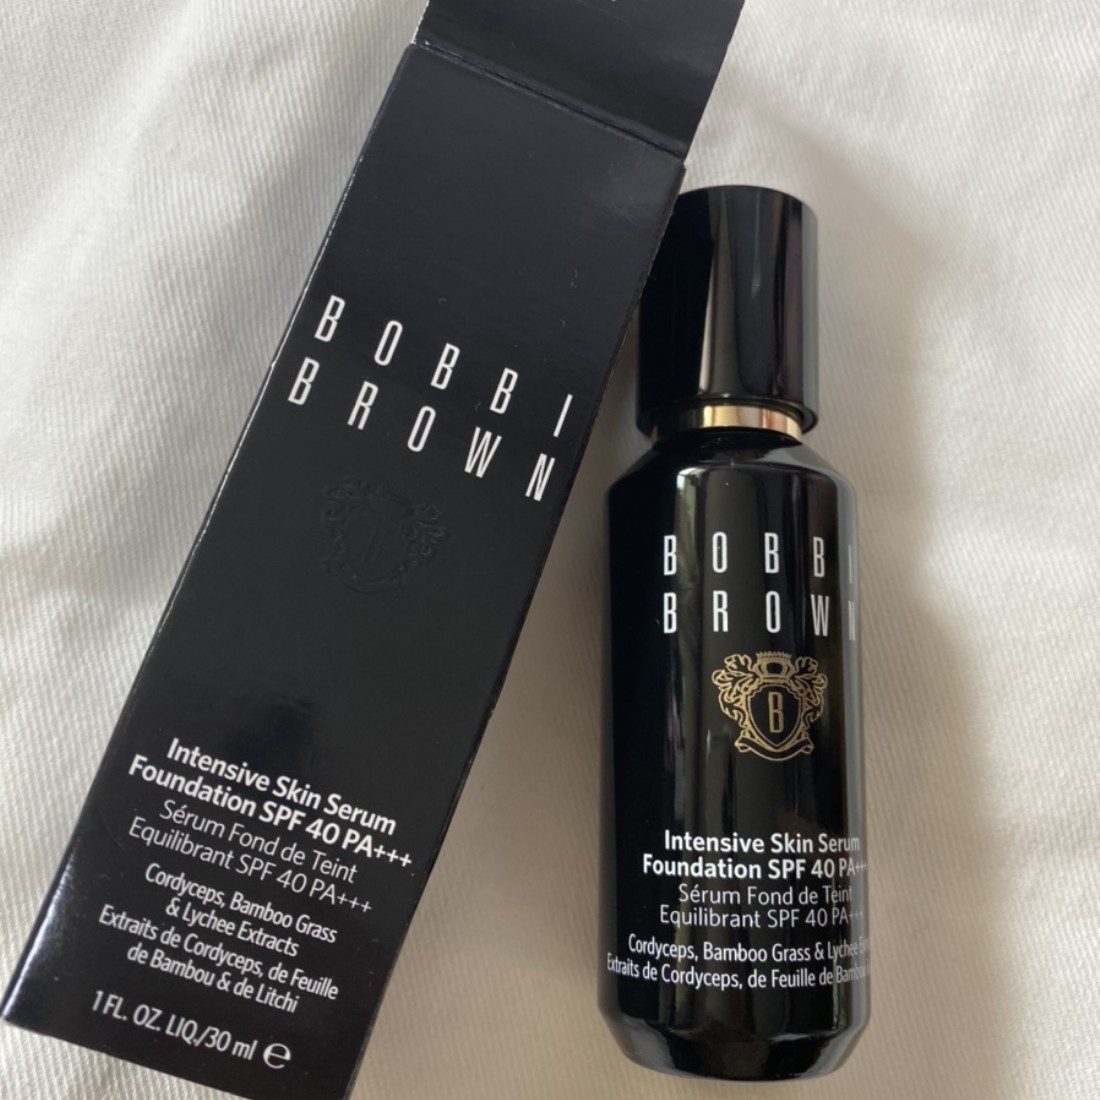 BOBBI
BROWN
Intensive Skin Serum
Foundation SPF 40 PA+++
Sérum Fond de Teint
Equilibrant SPF 40 PA+++
Cordyceps, Bamboo Grass
& Lychee Extracts
Extraits de Cordyceps, de Feuille
de Bambou & de Litchi
1 FL. OZ. LIQ./30 ml e
BOBBI
BROWN
B
Intensive Skin Serum
Foundation SPF 40 PA+++
Sérum Fond de Teint
Equilibrant SPF 40 PA+++
Cordyceps, Bamboo Grass & Lychee
Extraits de Cordyceps, de Feuille de